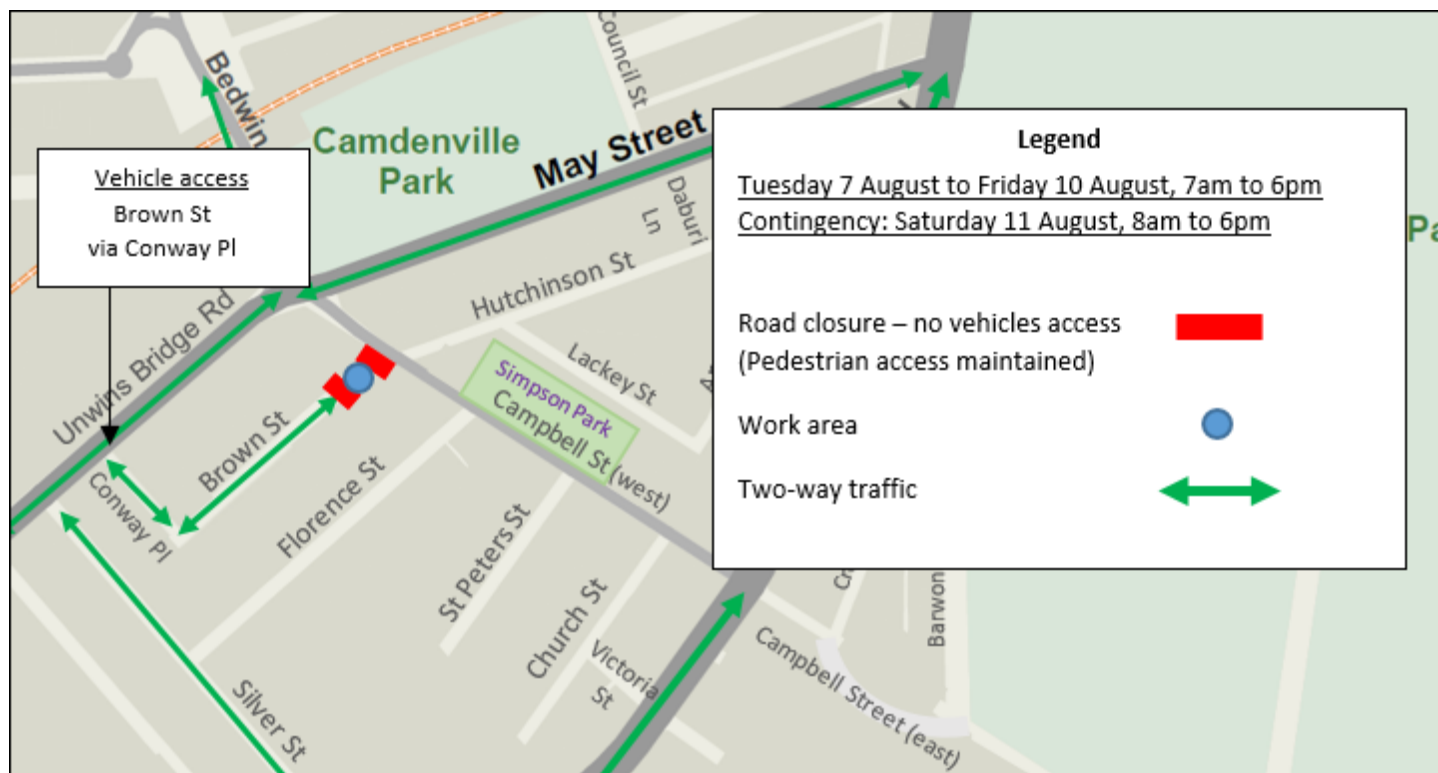 Council St
Bedwin
Camdenville
Park
May Street
Legend
Tuesday 7 August to Friday 10 August, 7am to 6pm
Contingency: Saturday 11 August, 8am to 6pm
Road closure – no vehicles access
(Pedestrian access maintained)
Work area
Two-way traffic
Vehicle access
Brown St
via Conway Pl
Daburi
Ln
Hutchinson St
Unwins Bridge Rd
Lackey St
Simpson Park
Campbell St (west)
Brown St
Conway Pl
Florence St
St Peters St
Church St
Victoria
St
Silver St
Campbell Street (east)
Barwon